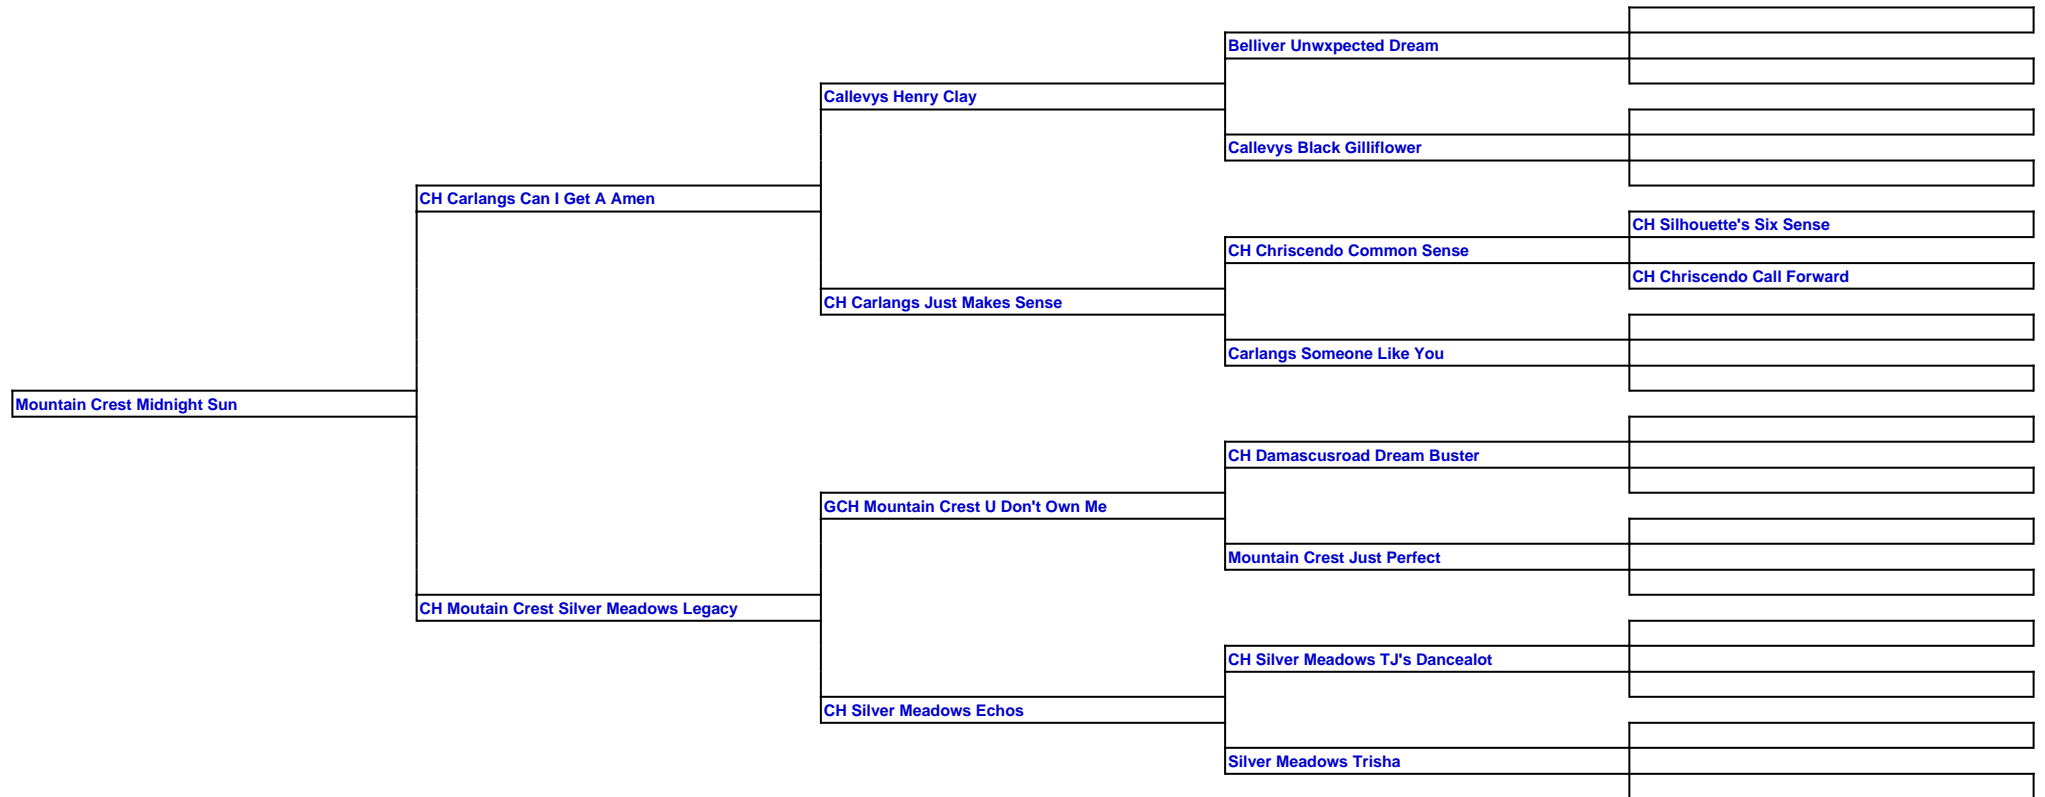 Belliver Unwxpected Dream
Callevys Henry Clay
Callevys Black Gilliflower
CH Carlangs Can I Get A Amen
CH Silhouette's Six Sense
CH Chriscendo Common Sense
CH Chriscendo Call Forward
CH Carlangs Just Makes Sense
Carlangs Someone Like You
Mountain Crest Midnight Sun
CH Damascusroad Dream Buster
GCH Mountain Crest U Don't Own Me
Mountain Crest Just Perfect
CH Moutain Crest Silver Meadows Legacy
CH Silver Meadows TJ's Dancealot
CH Silver Meadows Echos
Silver Meadows Trisha